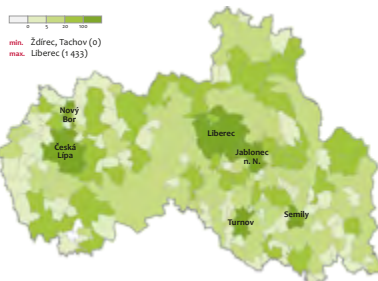 0 5 20 100
min. Ždírec, Tachov (0)
max. Liberec (1 433)
Nový
Bor
Česká
Lípa
Liberec
Jablonec
n. N.
Turnov
Semily